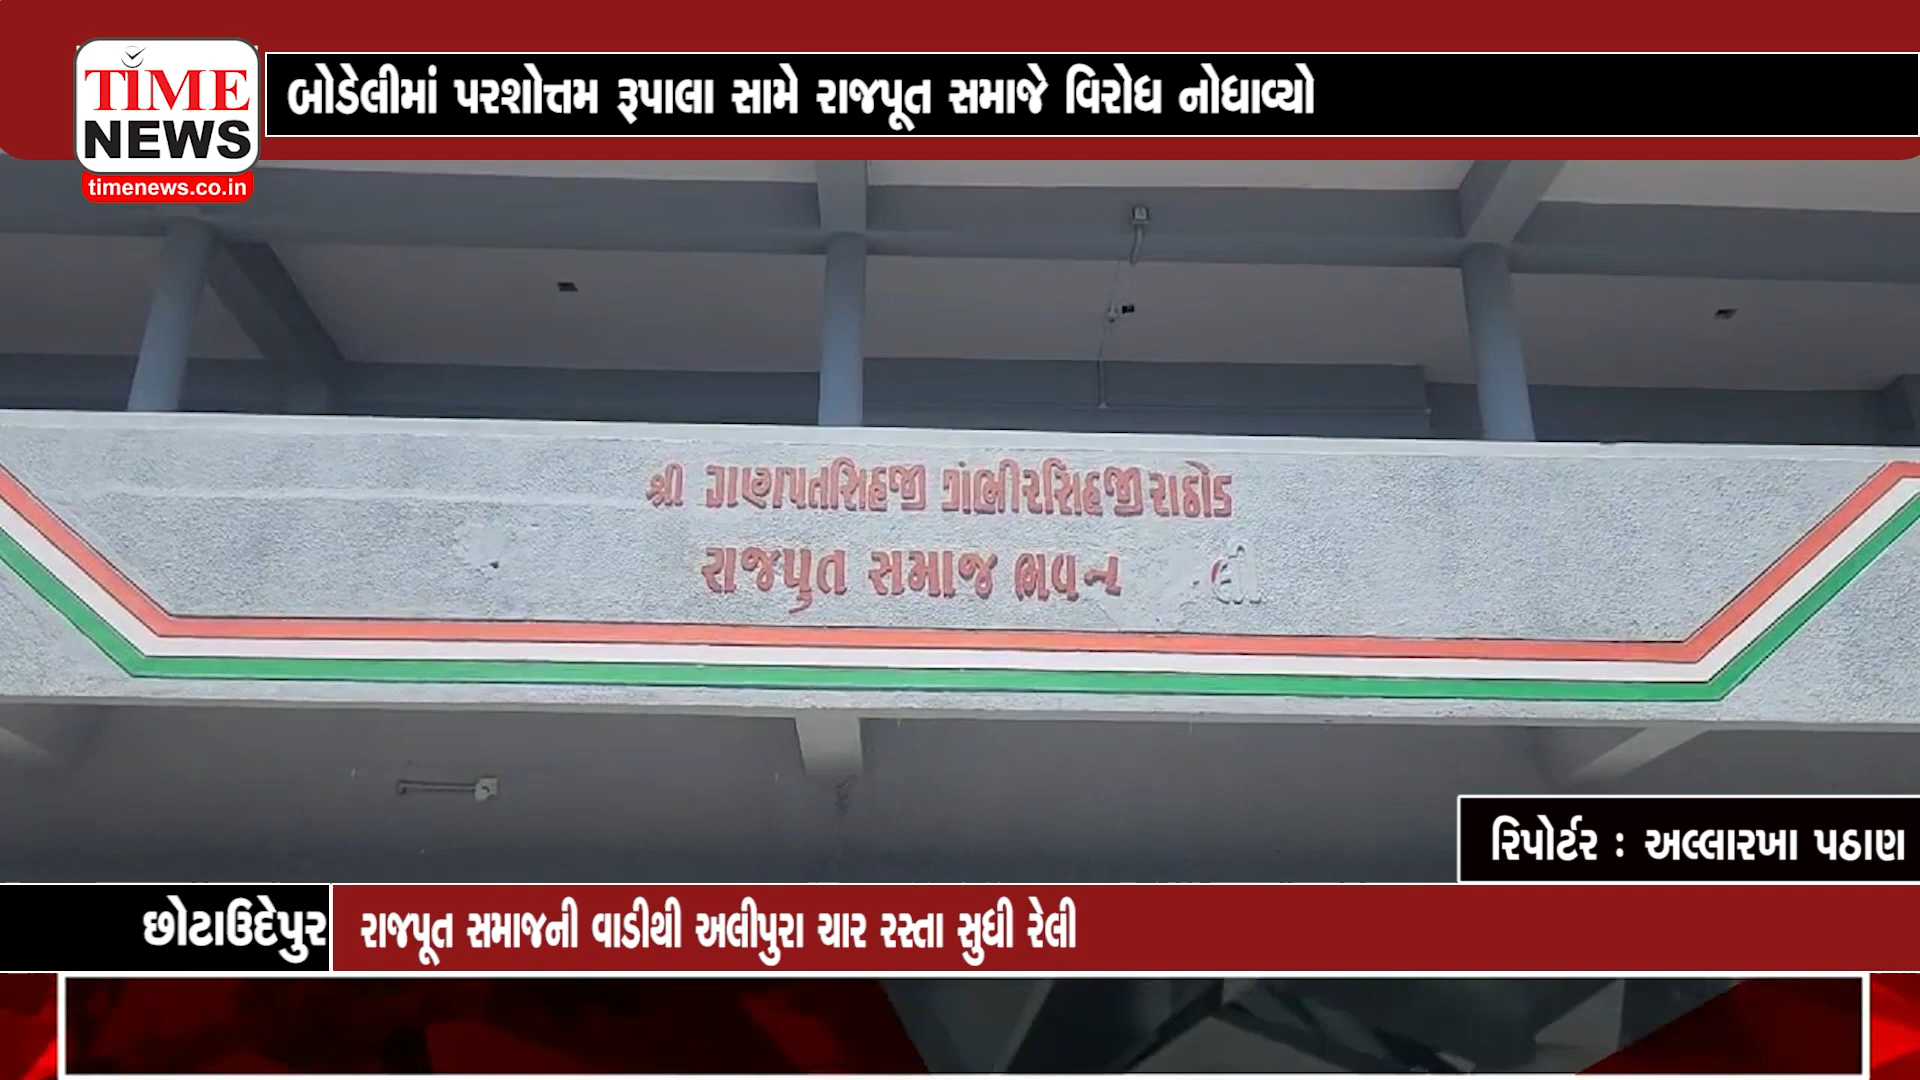 TIME
NEWS
timenews.co.in
બોડેલીમાં પરશોત્તમ રૂપાલા સામે રાજપૂત સમાજે વિરોધ નોધાવ્યો
શ્રી ગણપતસિહજી ગંભીરસિહજી રાઠોડ
રાજપુત સમાજ ભવન
રિપોર્ટર : અલ્લારખા પઠાણ
છોટાઉદેપુર
રાજપૂત સમાજની વાડીથી અલીપુરા ચાર રસ્તા સુધી રેલી